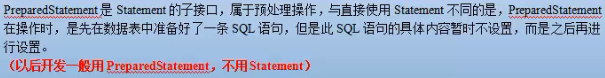 PreparedStatement 是 Statement 的子接口，属于预处理操作，与直接使用 Statement 不同的是，PreparedStatement
在操作时，是先在数据表中准备好了一条 SQL 语句，但是此 SQL 语句的具体内容暂时不设置，而是之后再进
行设置。
（以后开发一般用 PreparedStatement，不用 Statement）